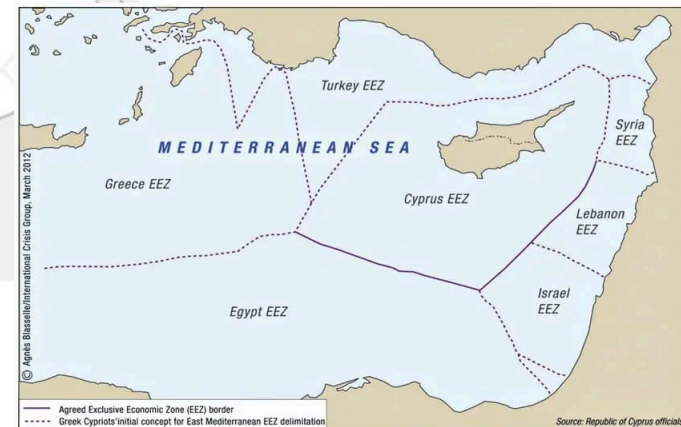 Turkey EEZ
MEDITERRANEAN SEA
Syria
EEZ
Greece EEZ
Cyprus EEZ
Lebanon
EEZ
Israel
EEZ
Egypt EEZ
© Agnès Blasselle/International Crisis Group, March 2012
Agreed Exclusive Economic Zone (EEZ) border
Greek Cypriots'initial concept for East Mediterranean EEZ delimitation
Source: Republic of Cyprus officials